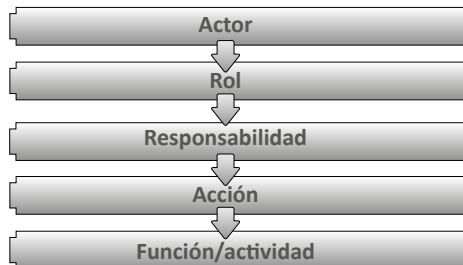 Actor
Rol
Responsabilidad
Acción
Función/actividad